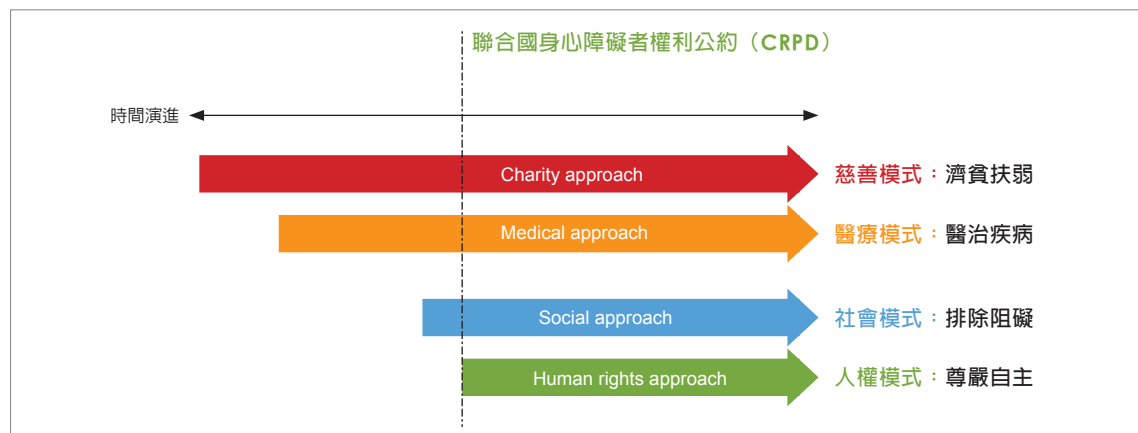 聯合國身心障礙者權利公約（CRPD）
時間演進
Charity approach
慈善模式：濟貧扶弱
Medical approach
醫療模式：醫治疾病
Social approach
社會模式：排除阻礙
Human rights approach
人權模式：尊嚴自主